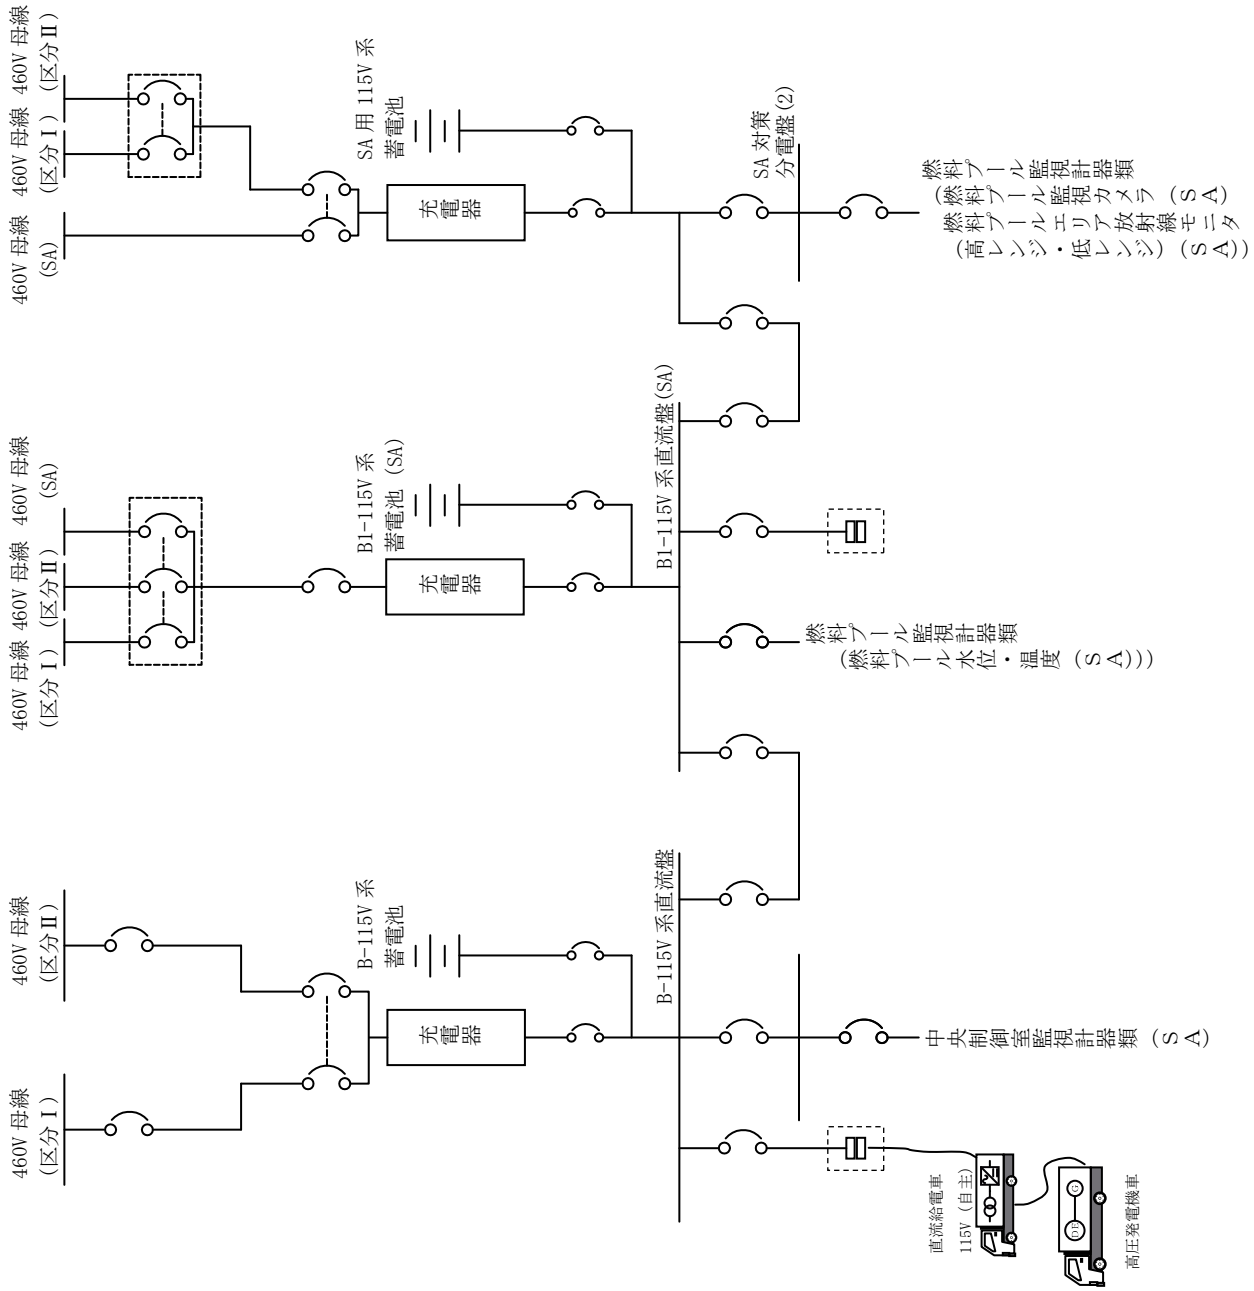 460V 母線
(区分Ⅰ)
460V 母線
(区分Ⅱ)
B-115V 系
蓄電池
充電器
B-115V 系直流盤
中央制御室監視計器類（ＳＡ）
直流給電車
115V（自主）
DE
G
高圧発電機車
460V 母線
(区分Ⅰ)
460V 母線
(区分Ⅱ)
460V 母線
(SA)
B1-115V 系
蓄電池 (SA)
充電器
B1-115V 系直流盤(SA)
燃料プール監視計器類
（燃料プール水位・温度（ＳＡ)））
460V 母線
(SA)
460V 母線
(区分Ⅰ)
460V 母線
(区分Ⅱ)
SA 用 115V 系
蓄電池
充電器
SA 対策
分電盤(2)
燃料プール監視計器類
（燃料プール監視カメラ（ＳＡ）
燃料プールエリア放射線モニタ
（高レンジ・低レンジ）（ＳＡ））